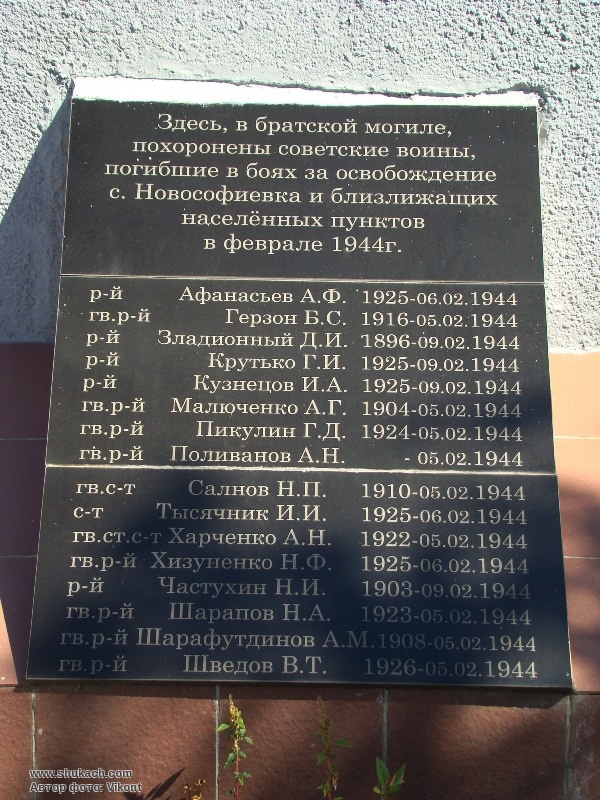 Здесь, в братской могиле,
похоронены советские воины,
погибшие в боях за освобождение
с. Новософиевка и близлижащих
населённых пунктов
в феврале 1944г.
р-й Афанасьев А.Ф. 1925-06.02.1944
гв.р-й Герзон Б.С. 1916-05.02.1944
р-й Зладионный Д.И. 1896-09.02.1944
р-й Крутько Г.И. 1925-09.02.1944
р-й Кузнецов И.А. 1925-09.02.1944
гв.р-й Малюченко А.Г. 1904-05.02.1944
гв.р-й Пикулин Г.Д. 1924-05.02.1944
гв.р-й Поливанов А.Н. - 05.02.1944
гв.с-т Салнов Н.П. 1910-05.02.1944
с-т Тысячник И.И. 1925-06.02.1944
гв.ст.с-т Харченко А.Н. 1922-05.02.1944
гв.р-й Хизуненко Н.Ф. 1925-06.02.1944
р-й Частухин Н.И. 1903-09.02.1944
гв.р-й Шарапов Н.А. 1923-05.02.1944
гв.р-й Шарафутдинов А.М. 1908-05.02.1944
гв.р-й Шведов В.Т. 1926-05.02.1944
www.shukach.com
Автор фото: Vikont